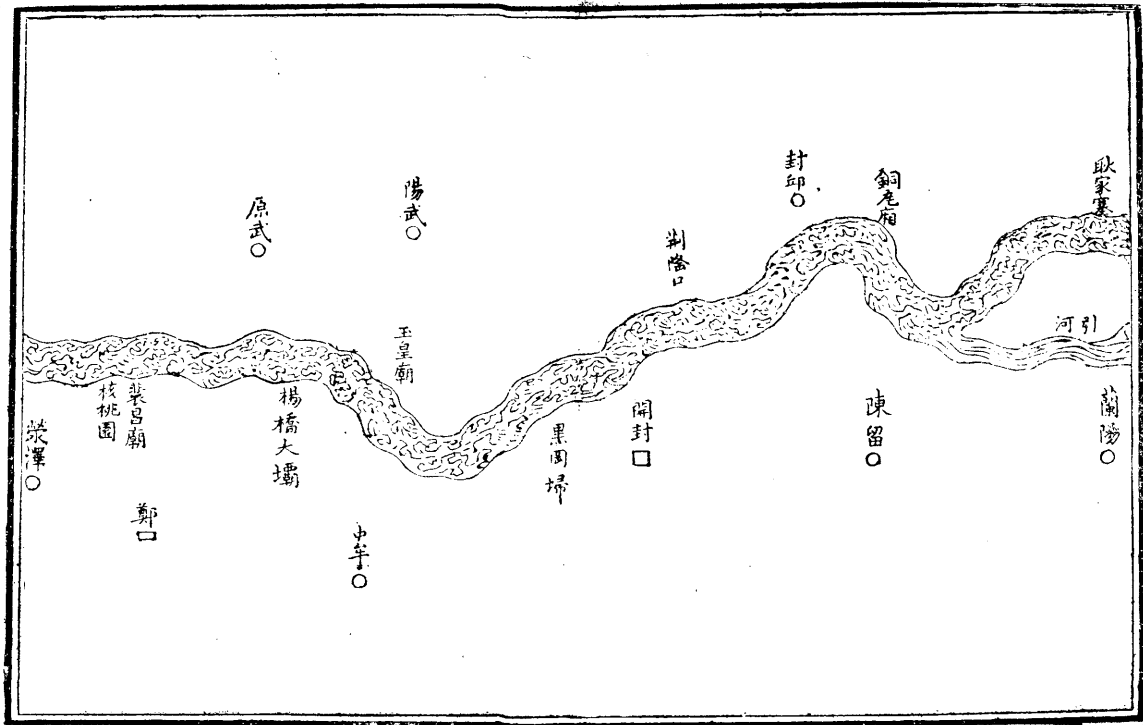 耿家寨
引河
蘭陽
銅瓦廂
陳留
封邱
荆隆口
開封
黑岡埽
陽武
玉皇廟
中牟
原武
楊橋大壩
裴昌廟
鄭
核桃園
滎澤